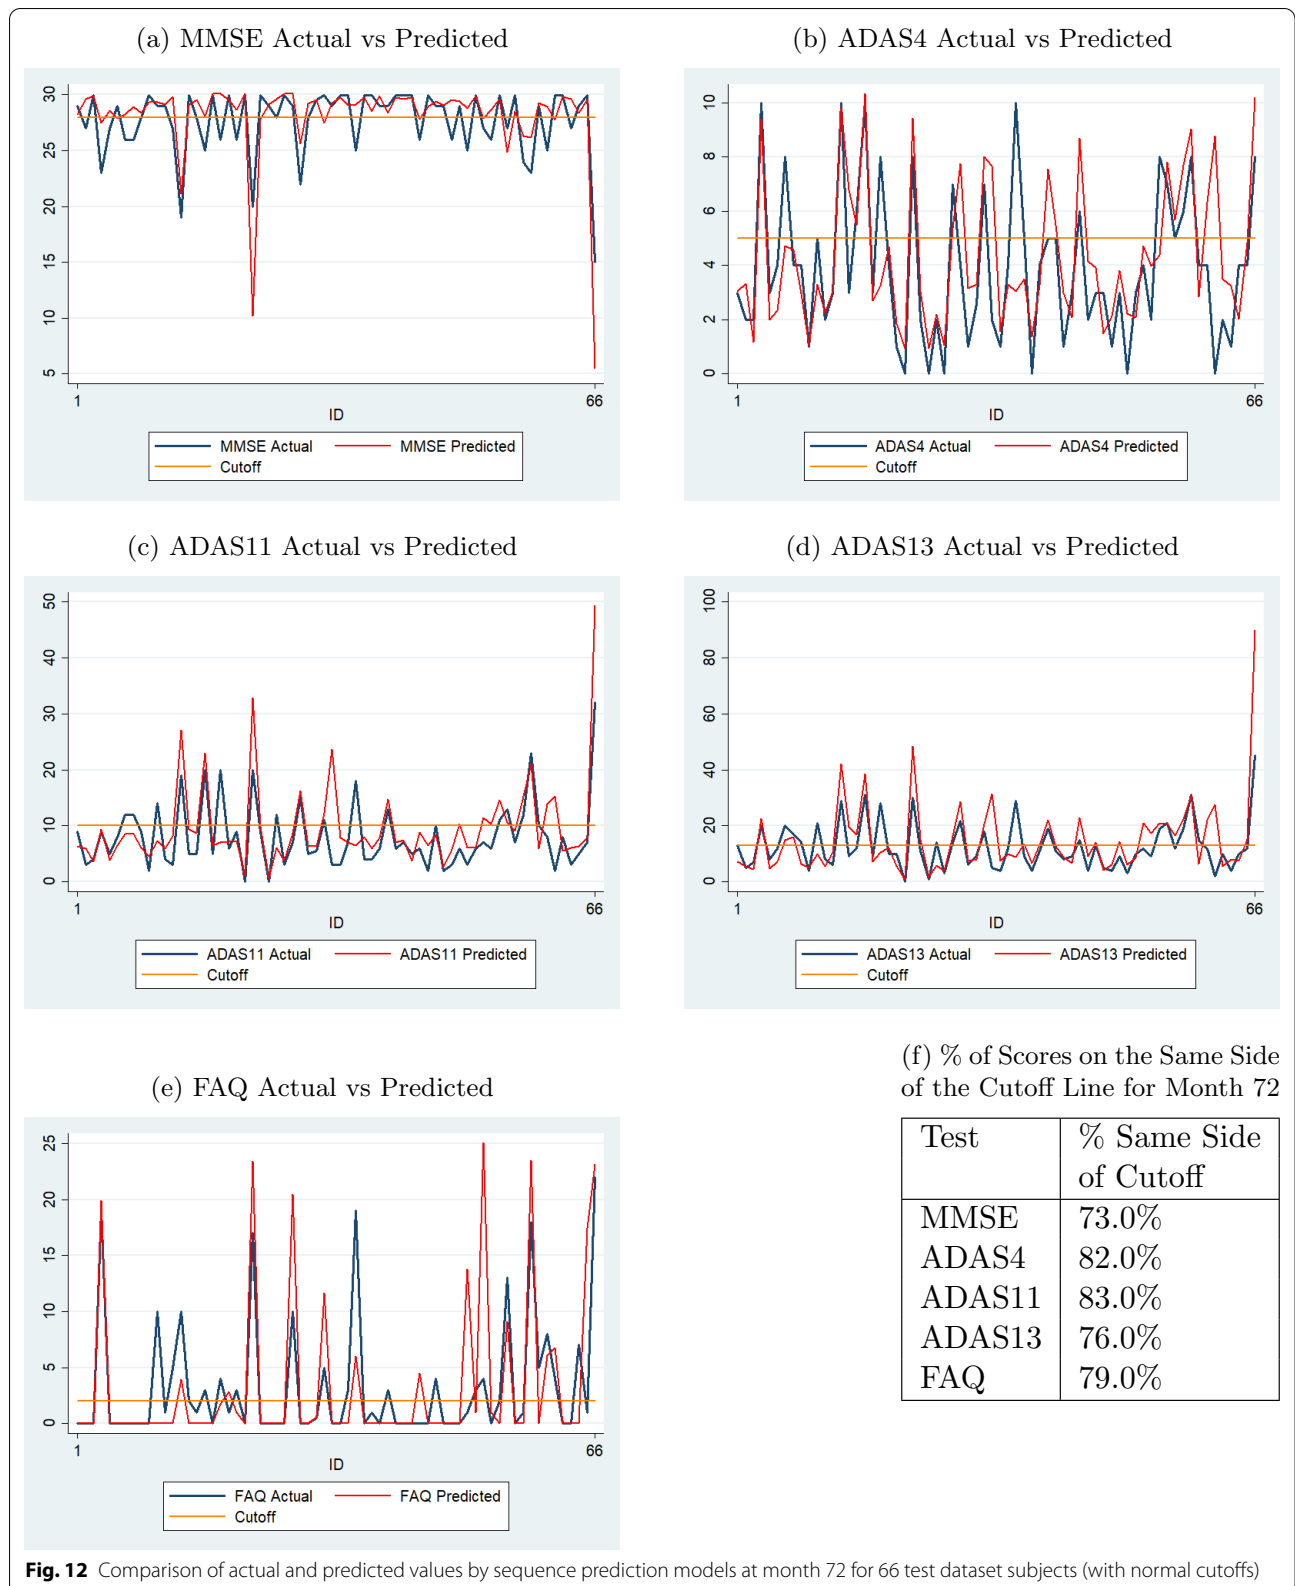 (a) MMSE Actual vs Predicted
30
25
20
15
10
5
1
66
ID
MMSE Actual
MMSE Predicted
Cutoff
(b) ADAS4 Actual vs Predicted
10
8
6
4
2
0
1
66
ID
ADAS4 Actual
ADAS4 Predicted
Cutoff
(c) ADAS11 Actual vs Predicted
50
40
30
20
10
0
1
66
ID
ADAS11 Actual
ADAS11 Predicted
Cutoff
(d) ADAS13 Actual vs Predicted
100
80
60
40
20
0
1
66
ID
ADAS13 Actual
ADAS13 Predicted
Cutoff
(e) FAQ Actual vs Predicted
25
20
15
10
5
0
1
66
ID
FAQ Actual
FAQ Predicted
Cutoff
(f) % of Scores on the Same Side
of the Cutoff Line for Month 72
Test % Same Side
of Cutoff
MMSE 73.0%
ADAS4 82.0%
ADAS11 83.0%
ADAS13 76.0%
FAQ 79.0%
Fig. 12 Comparison of actual and predicted values by sequence prediction models at month 72 for 66 test dataset subjects (with normal cutoffs)